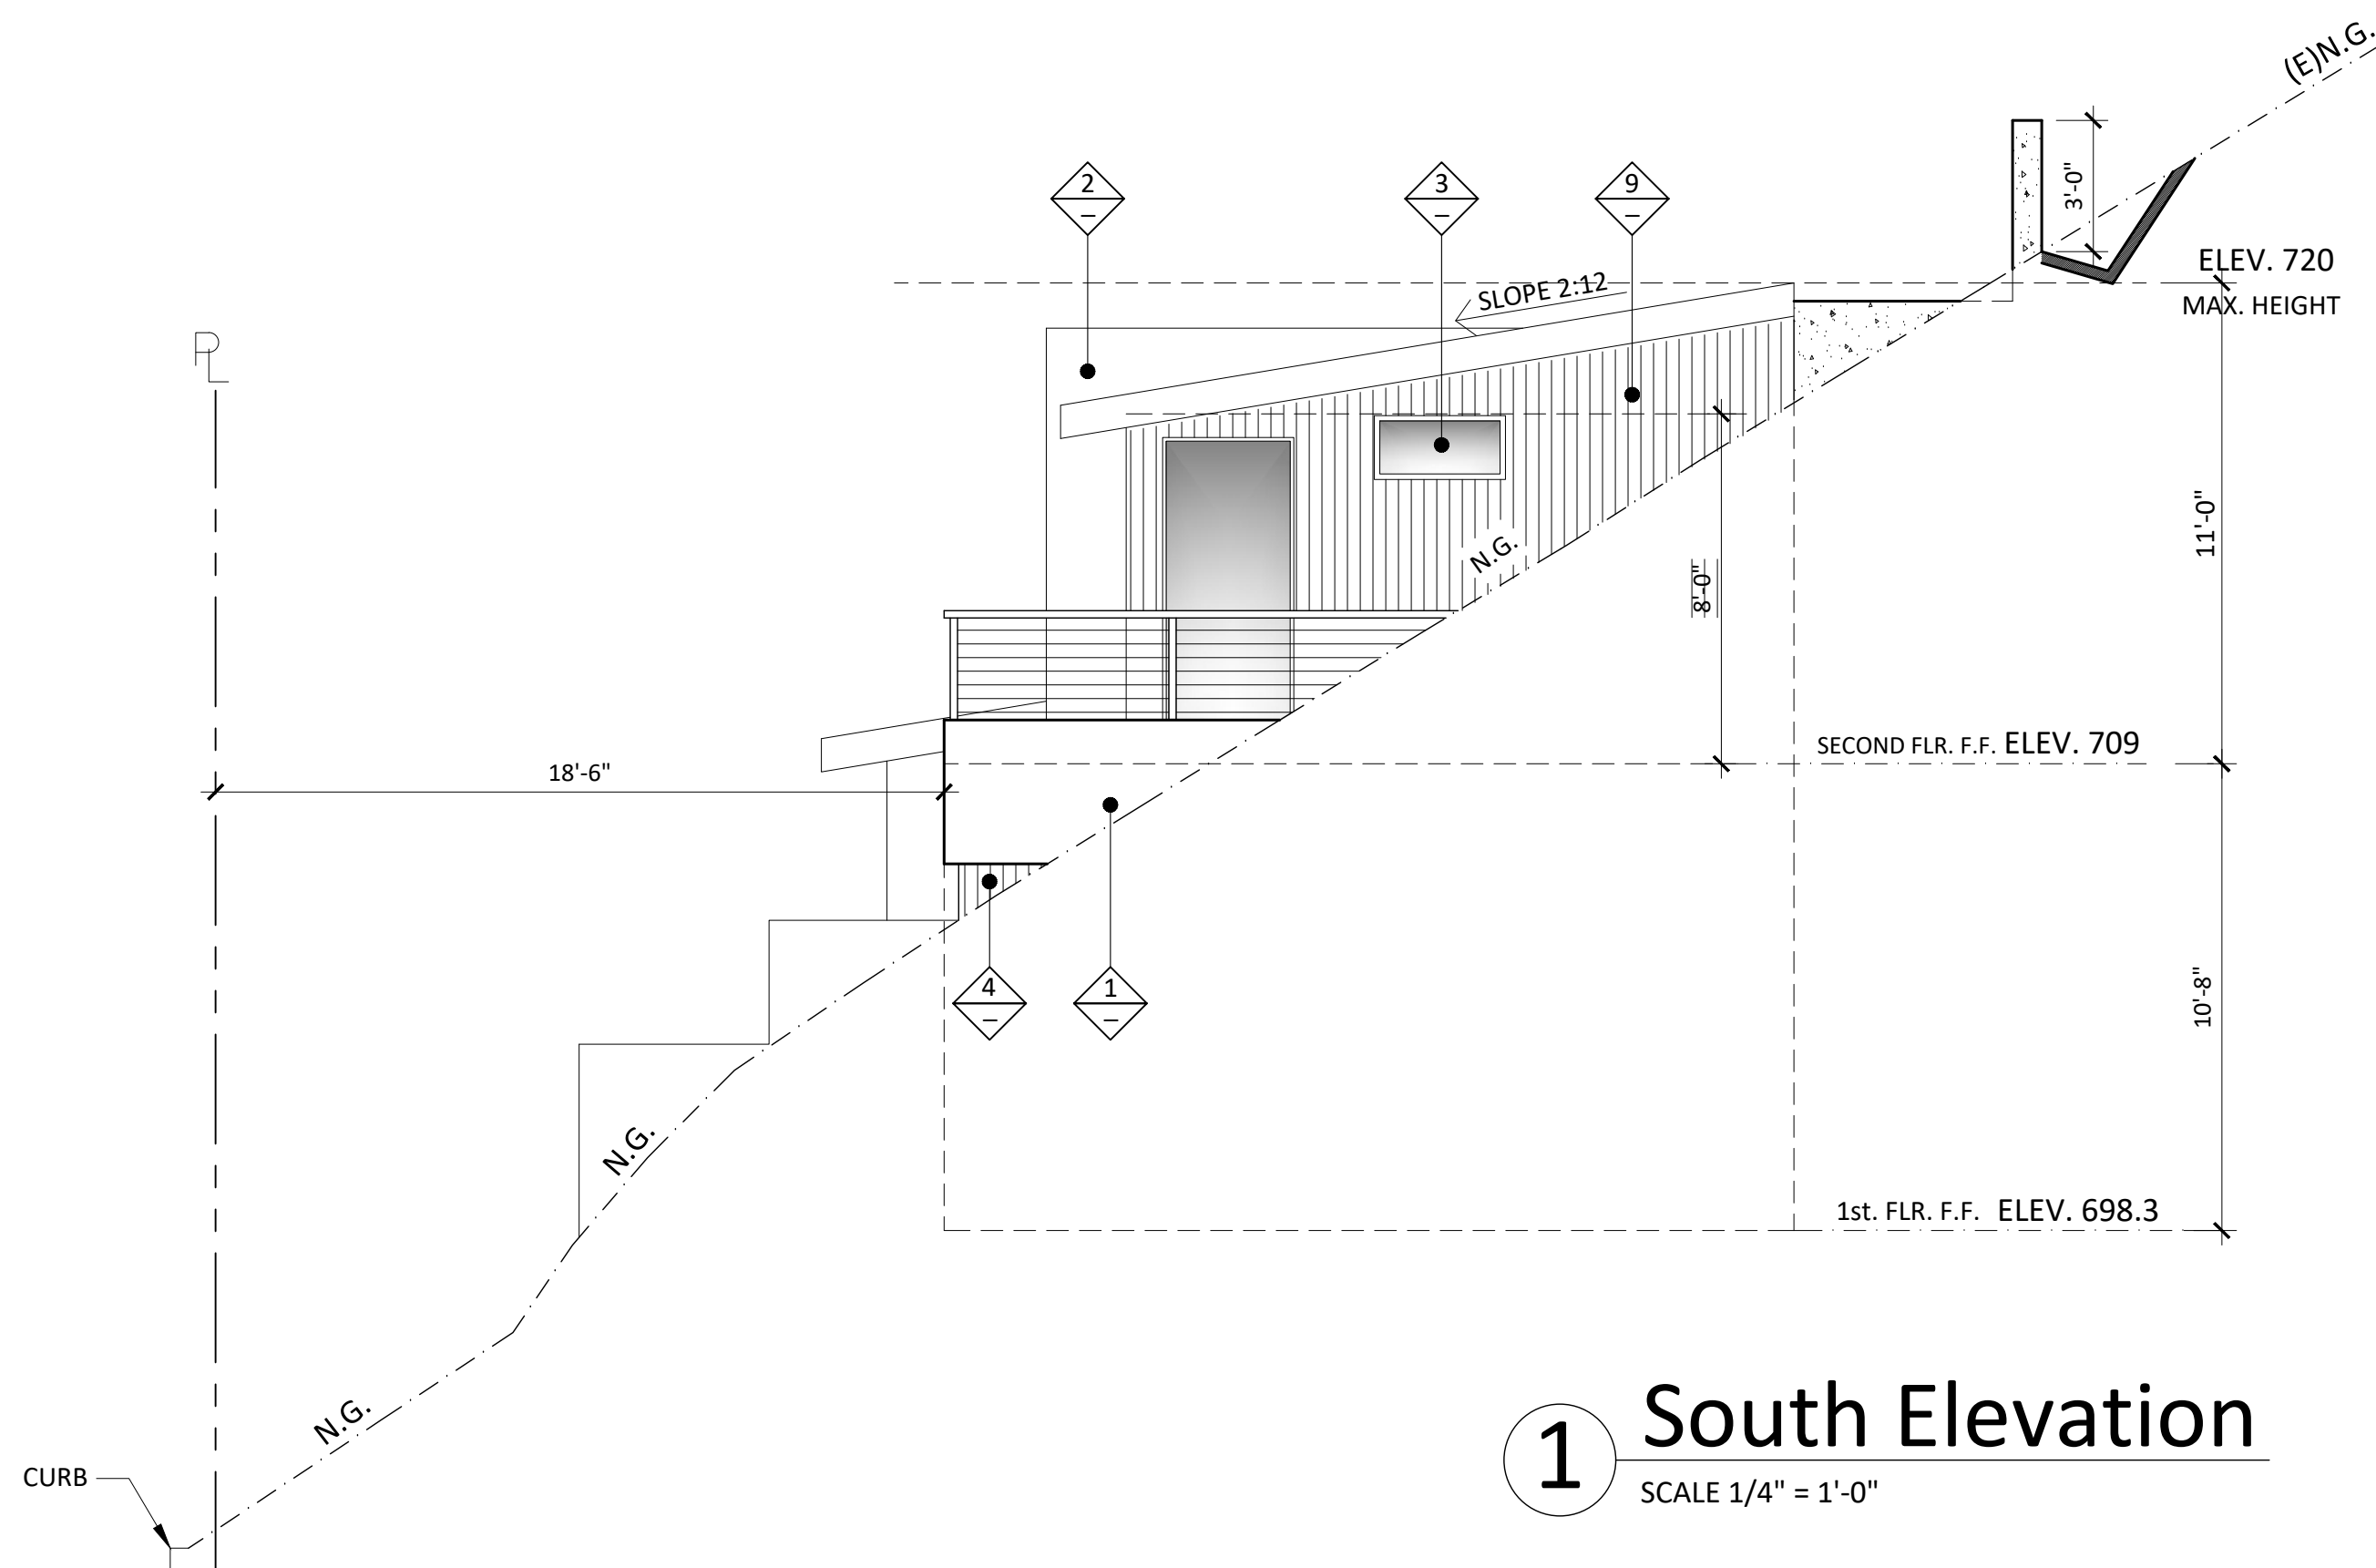 (E)N.G.
2
–
3
–
9
–
3'-0"
ELEV. 720
MAX. HEIGHT
SLOPE 2:12
PL
11'-0"
N.G.
8'-0"
SECOND FLR. F.F. ELEV. 709
18'-6"
4
–
1
–
10'-8"
N.G.
1st. FLR. F.F. ELEV. 698.3
N.G.
CURB
1
South Elevation
SCALE 1/4" = 1'-0"